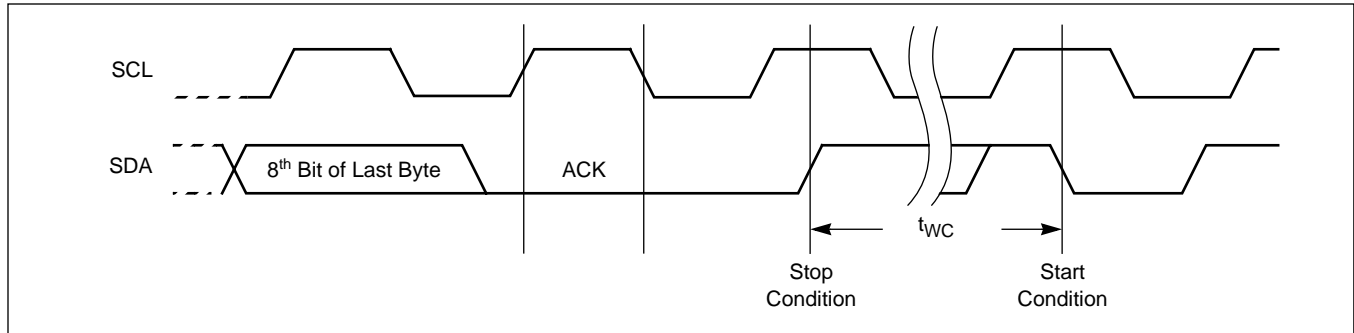 SCL
SDA
8th Bit of Last Byte
ACK
tWC
Stop
Condition
Start
Condition